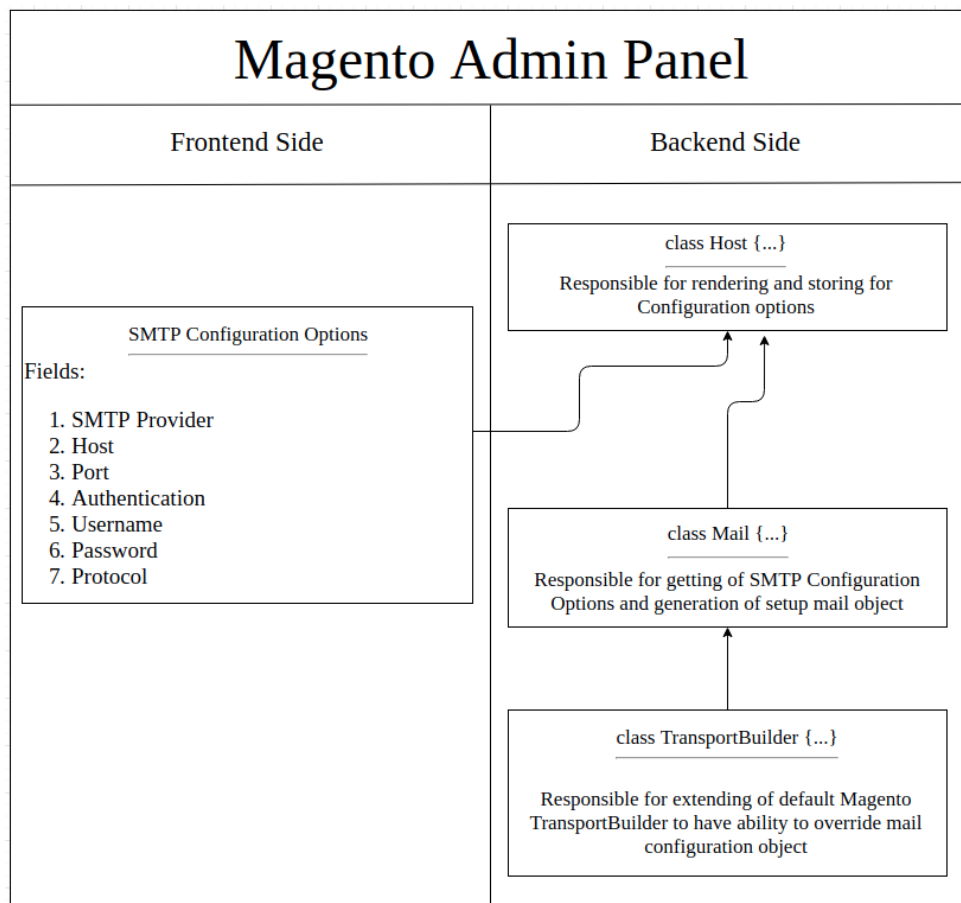 Magento Admin Panel
Frontend Side
Backend Side
SMTP Configuration Options
Fields:
1. SMTP Provider
2. Host
3. Port
4. Authentication
5. Username
6. Password
7. Protocol
class Host {...}
Responsible for rendering and storing for
Configuration options
class Mail {...}
Responsible for getting of SMTP Configuration
Options and generation of setup mail object
class TransportBuilder {...}
Responsible for extending of default Magento
TransportBuilder to have ability to override mail
configuration object